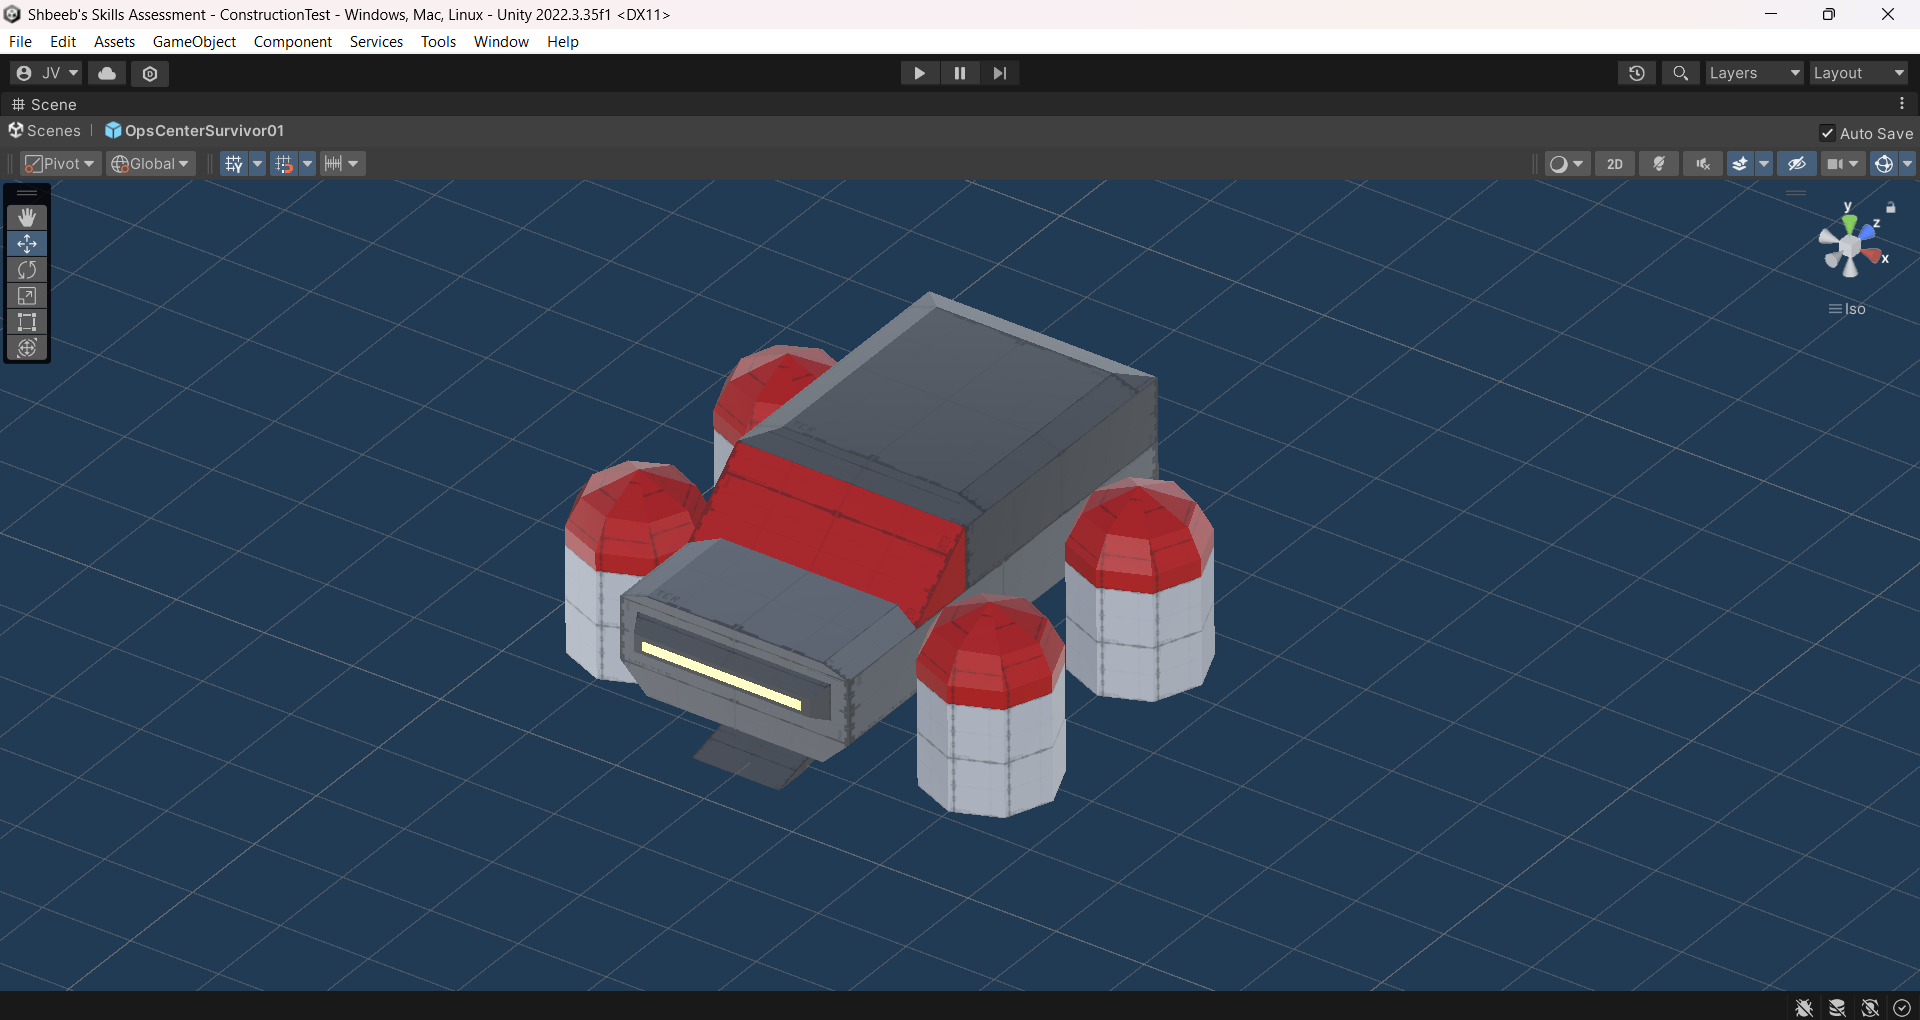 Shbeeb's Skills Assessment - ConstructionTest - Windows, Mac, Linux - Unity 2022.3.35f1 <DX11>
File Edit Assets GameObject Component Services Tools Window Help
JV Layers Layout
Scene
Scenes OpsCenterSurvivor01 Auto Save
Pivot Global 2D
y
z
x
Iso